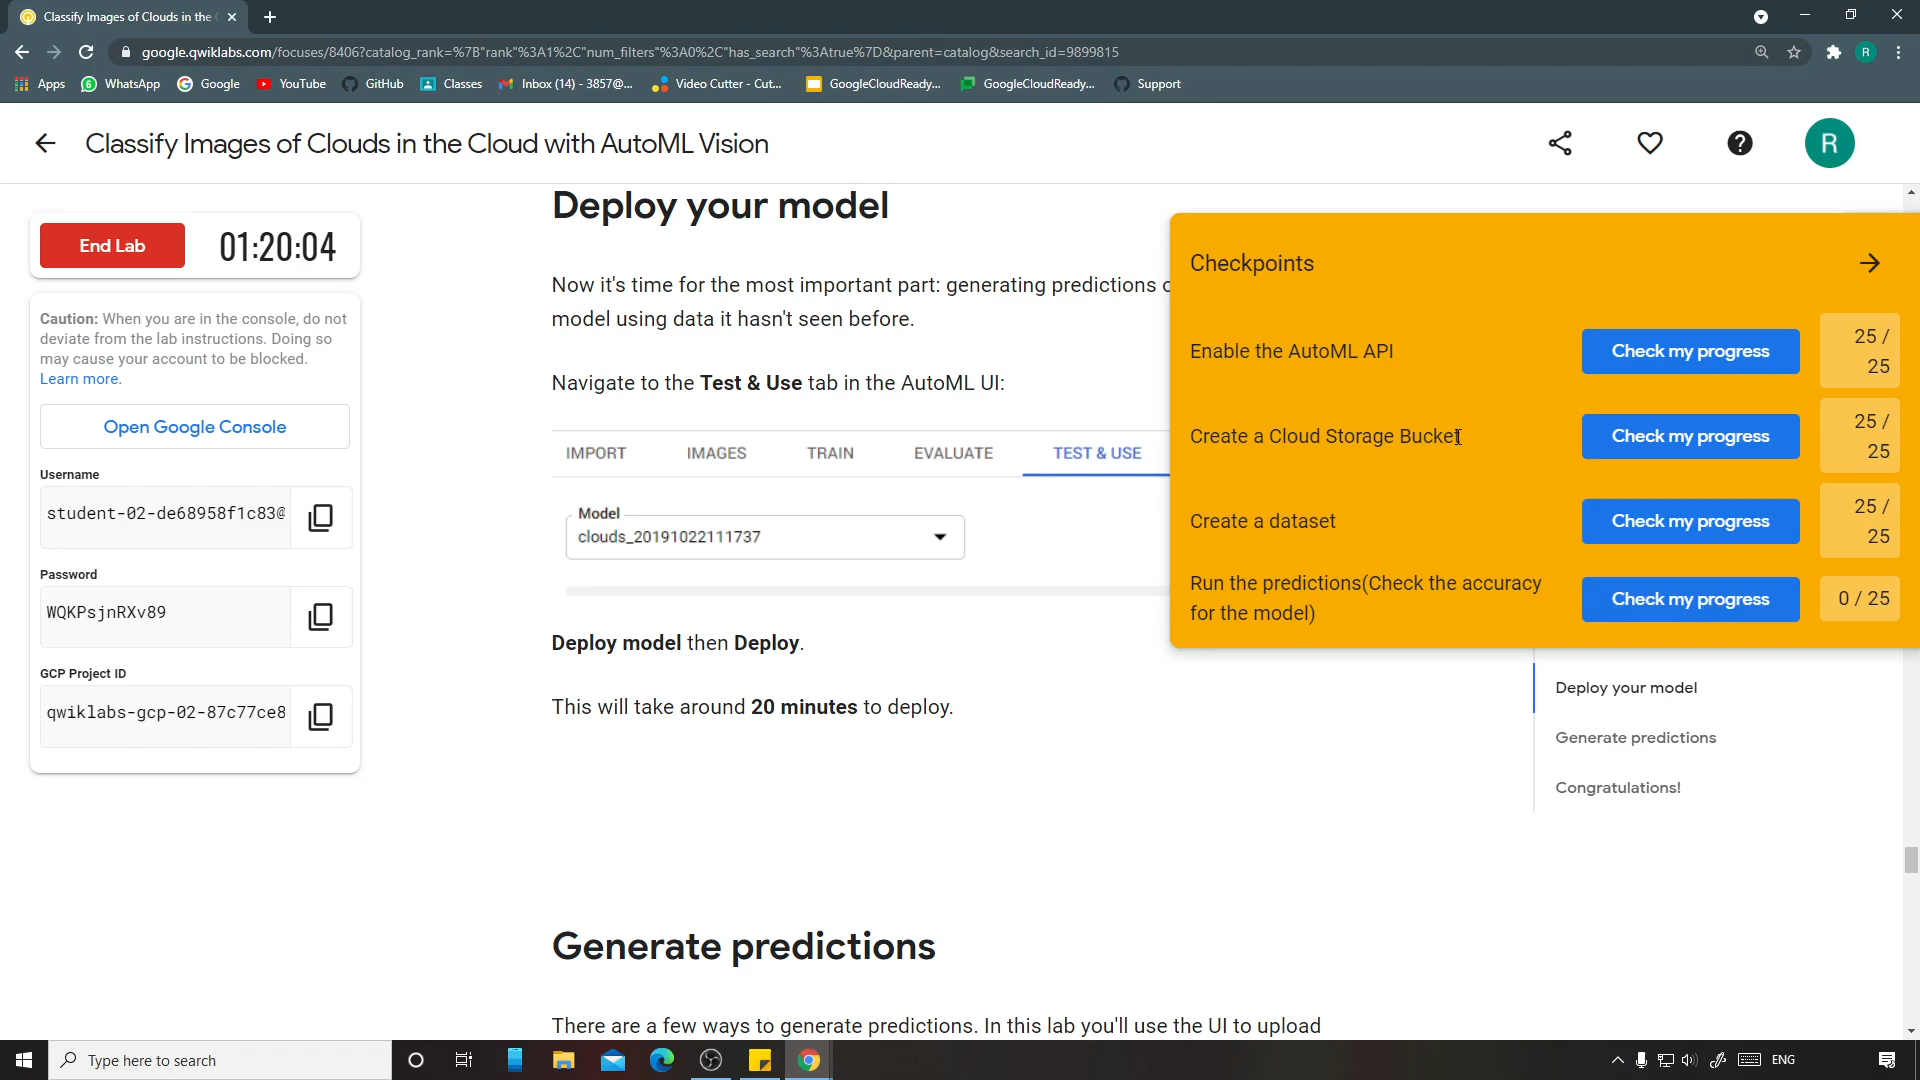 Classify Images of Clouds in the C
google.qwiklabs.com/focuses/8406?catalog_rank=%7B"rank"%3A1%2C"num_filters"%3A0%2C"has_search"%3Atrue%7D&parent=catalog&search_id=9899815
R
Apps
WhatsApp
Google
YouTube
GitHub
Classes
Inbox (14) - 3857@...
Video Cutter - Cut...
GoogleCloudReady...
GoogleCloudReady...
Support
Classify Images of Clouds in the Cloud with AutoML Vision
R
End Lab
01:20:04
Caution: When you are in the console, do not
deviate from the lab instructions. Doing so
may cause your account to be blocked.
Learn more.
Open Google Console
Username
student-02-de68958f1c83@
Password
WQKPsjnRXv89
GCP Project ID
qwiklabs-gcp-02-87c77ce8
Deploy your model
Now it's time for the most important part: generating predictions
model using data it hasn't seen before.
Navigate to the Test & Use tab in the AutoML UI:
IMPORT
IMAGES
TRAIN
EVALUATE
TEST & USE
Model
clouds_20191022111737
Deploy model then Deploy.
This will take around 20 minutes to deploy.
Generate predictions
There are a few ways to generate predictions. In this lab you'll use the UI to upload
Checkpoints
Enable the AutoML API
Check my progress
25 /
25
Create a Cloud Storage Bucket
Check my progress
25 /
25
Create a dataset
Check my progress
25 /
25
Run the predictions(Check the accuracy
for the model)
Check my progress
0 / 25
Deploy your model
Generate predictions
Congratulations!
Type here to search
ENG